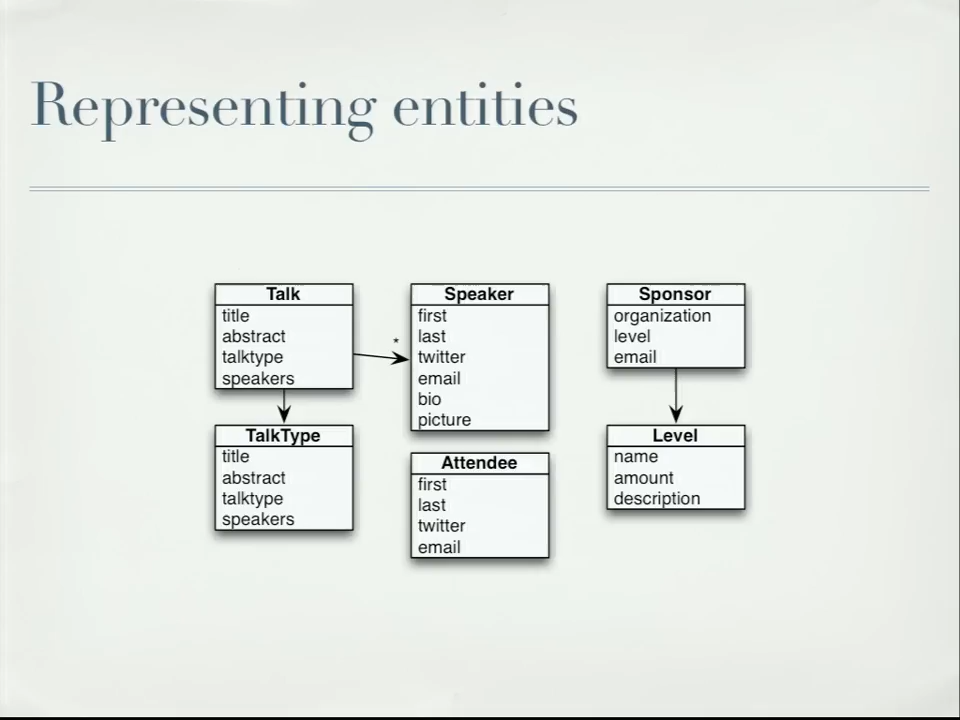 Representing entities
Talk
title
abstract
talktype
speakers
*
Speaker
first
last
twitter
email
bio
picture
Sponsor
organization
level
email
TalkType
title
abstract
talktype
speakers
Attendee
first
last
twitter
email
Level
name
amount
description